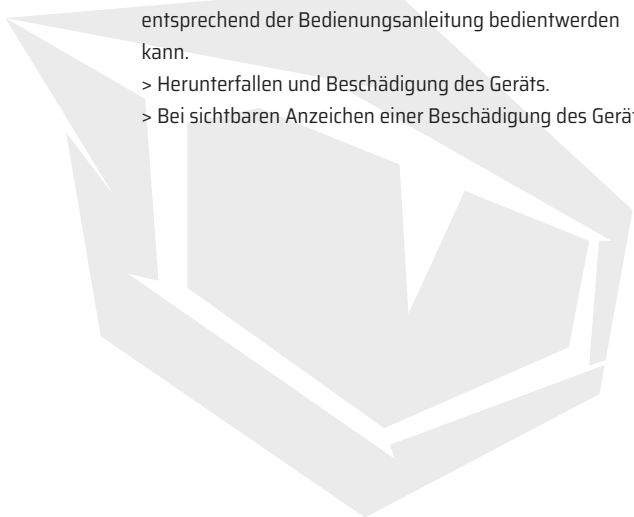 entsprechend der Bedienungsanleitung bedientwerden
kann.
> Herunterfallen und Beschädigung des Geräts.
> Bei sichtbaren Anzeichen einer Beschädigung des